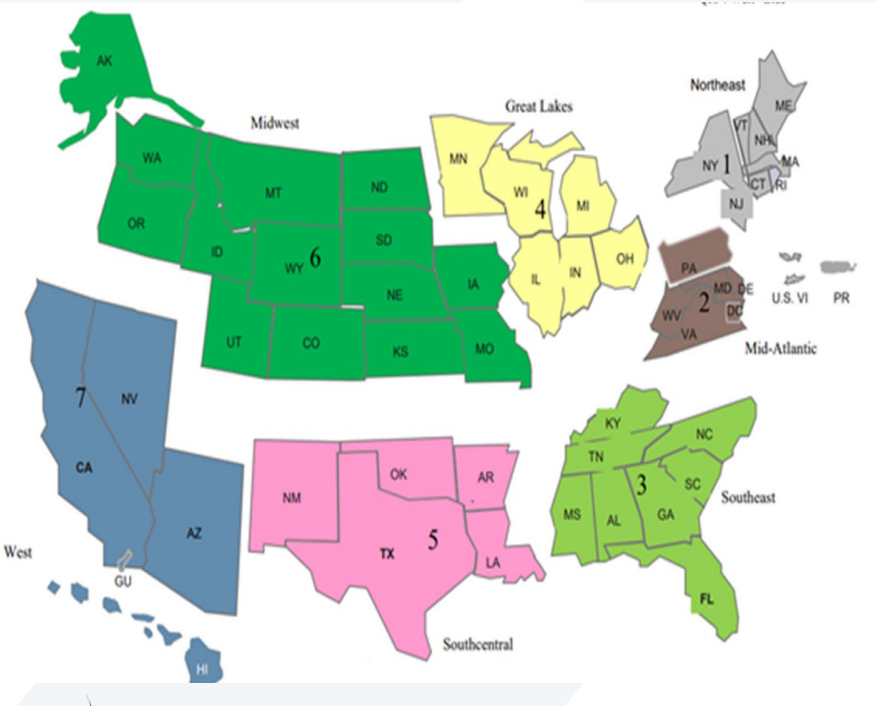 AK
Midwest
WA
OR
ID
MT
WY
6
ND
SD
NE
IA
UT
CO
KS
MO
Great Lakes
MN
WI
4
MI
IL
IN
OH
Northeast
ME
VT
NH
NY
1
MA
CT
RI
NJ
PA
MD
DE
2
DC
WV
VA
U.S. VI
PR
Mid-Atlantic
7
NV
CA
AZ
West
GU
HI
NM
OK
AR
TX
5
LA
Southcentral
KY
NC
TN
3
SC
Southeast
MS
AL
GA
FL